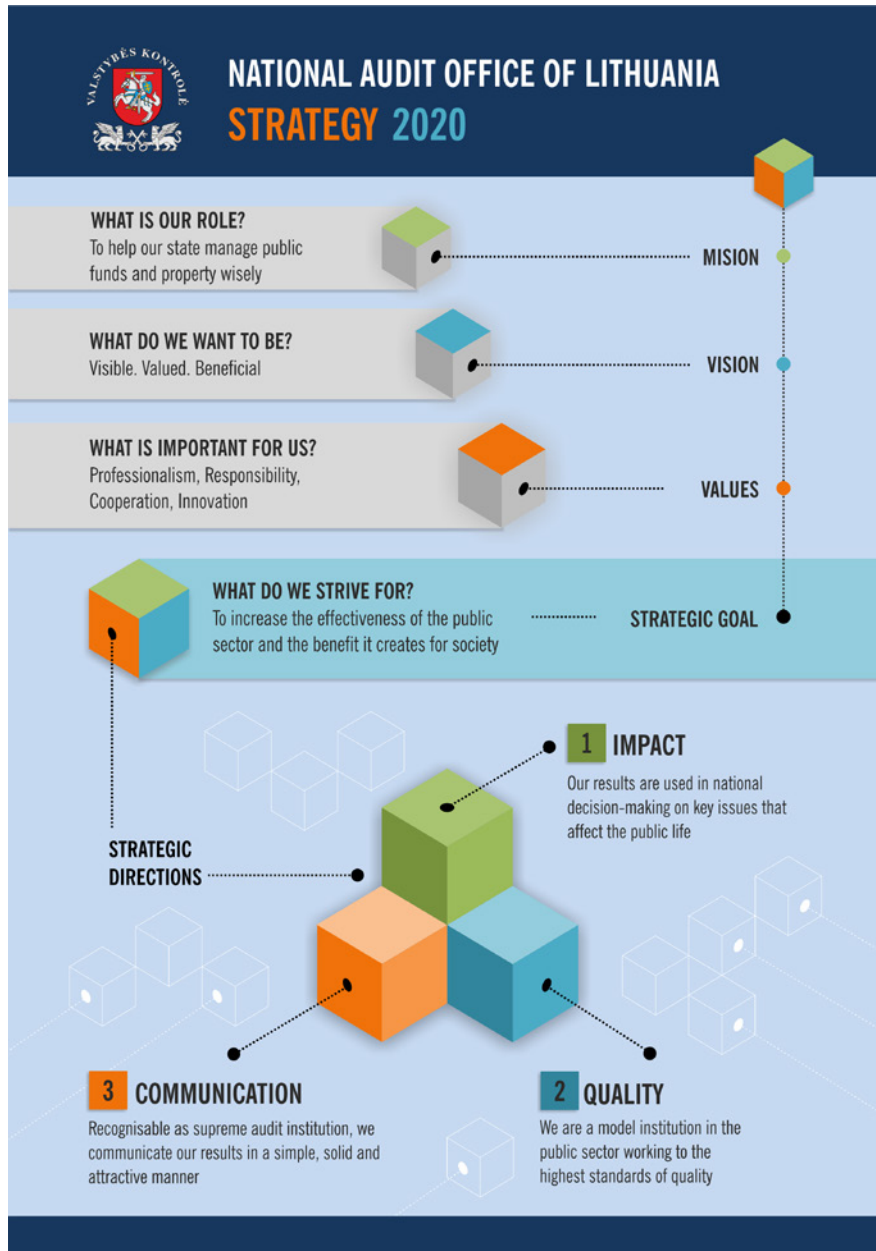 VALSTYBĖS KONTROLĖ
NATIONAL AUDIT OFFICE OF LITHUANIA
STRATEGY 2020
WHAT IS OUR ROLE?
To help our state manage public
funds and property wisely
MISION
WHAT DO WE WANT TO BE?
Visible. Valued. Beneficial
VISION
WHAT IS IMPORTANT FOR US?
Professionalism, Responsibility,
Cooperation, Innovation
VALUES
WHAT DO WE STRIVE FOR?
To increase the effectiveness of the public
sector and the benefit it creates for society
STRATEGIC GOAL
STRATEGIC
DIRECTIONS
1 IMPACT
Our results are used in national
decision-making on key issues that
affect the public life
2 QUALITY
We are a model institution in the
public sector working to the
highest standards of quality
3 COMMUNICATION
Recognisable as supreme audit institution, we
communicate our results in a simple, solid and
attractive manner